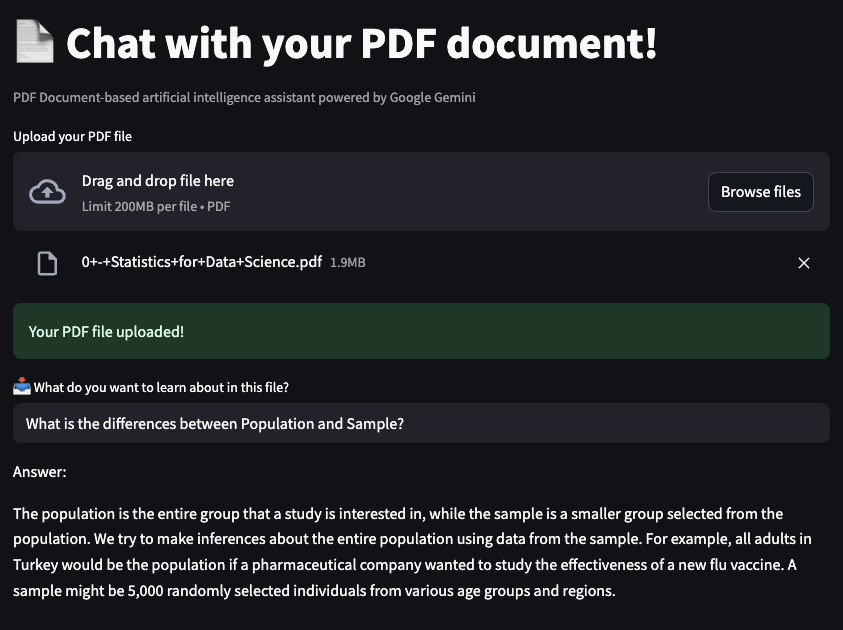 Chat with your PDF document!
PDF Document-based artificial intelligence assistant powered by Google Gemini
Upload your PDF file
Drag and drop file here
Limit 200MB per file • PDF
Browse files
0+-+Statistics+for+Data+Science.pdf 1.9MB
Your PDF file uploaded!
What do you want to learn about in this file?
What is the differences between Population and Sample?
Answer:
The population is the entire group that a study is interested in, while the sample is a smaller group selected from the
population. We try to make inferences about the entire population using data from the sample. For example, all adults in
Turkey would be the population if a pharmaceutical company wanted to study the effectiveness of a new flu vaccine. A
sample might be 5,000 randomly selected individuals from various age groups and regions.